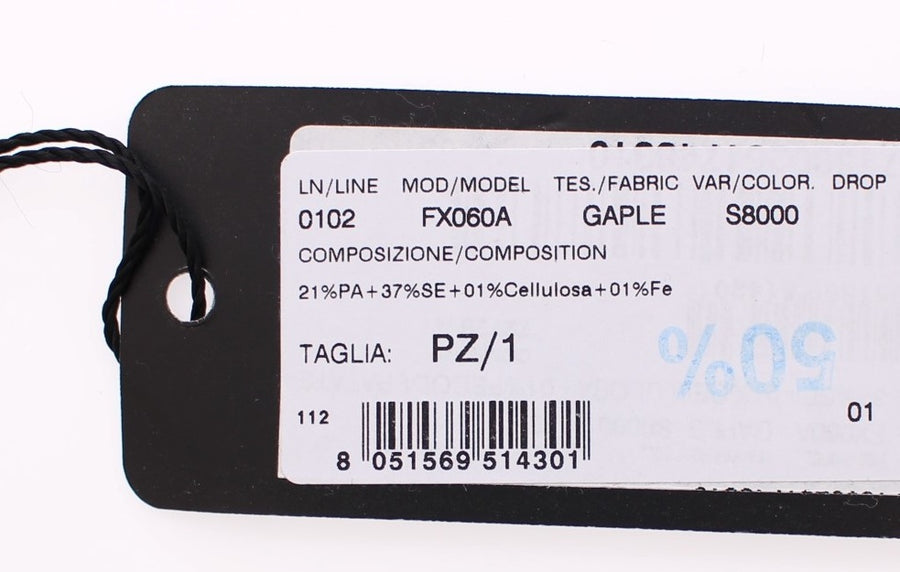 LN/LINE MOD/MODEL TES./FABRIC VAR/COLOR. DROP
0102 FX060A GAPLE S8000
COMPOSIZIONE/COMPOSITION
21%PA+37%SE+01%Cellulosa+01%Fe
TAGLIA: PZ/1
50%
112
01
8 051569 514301